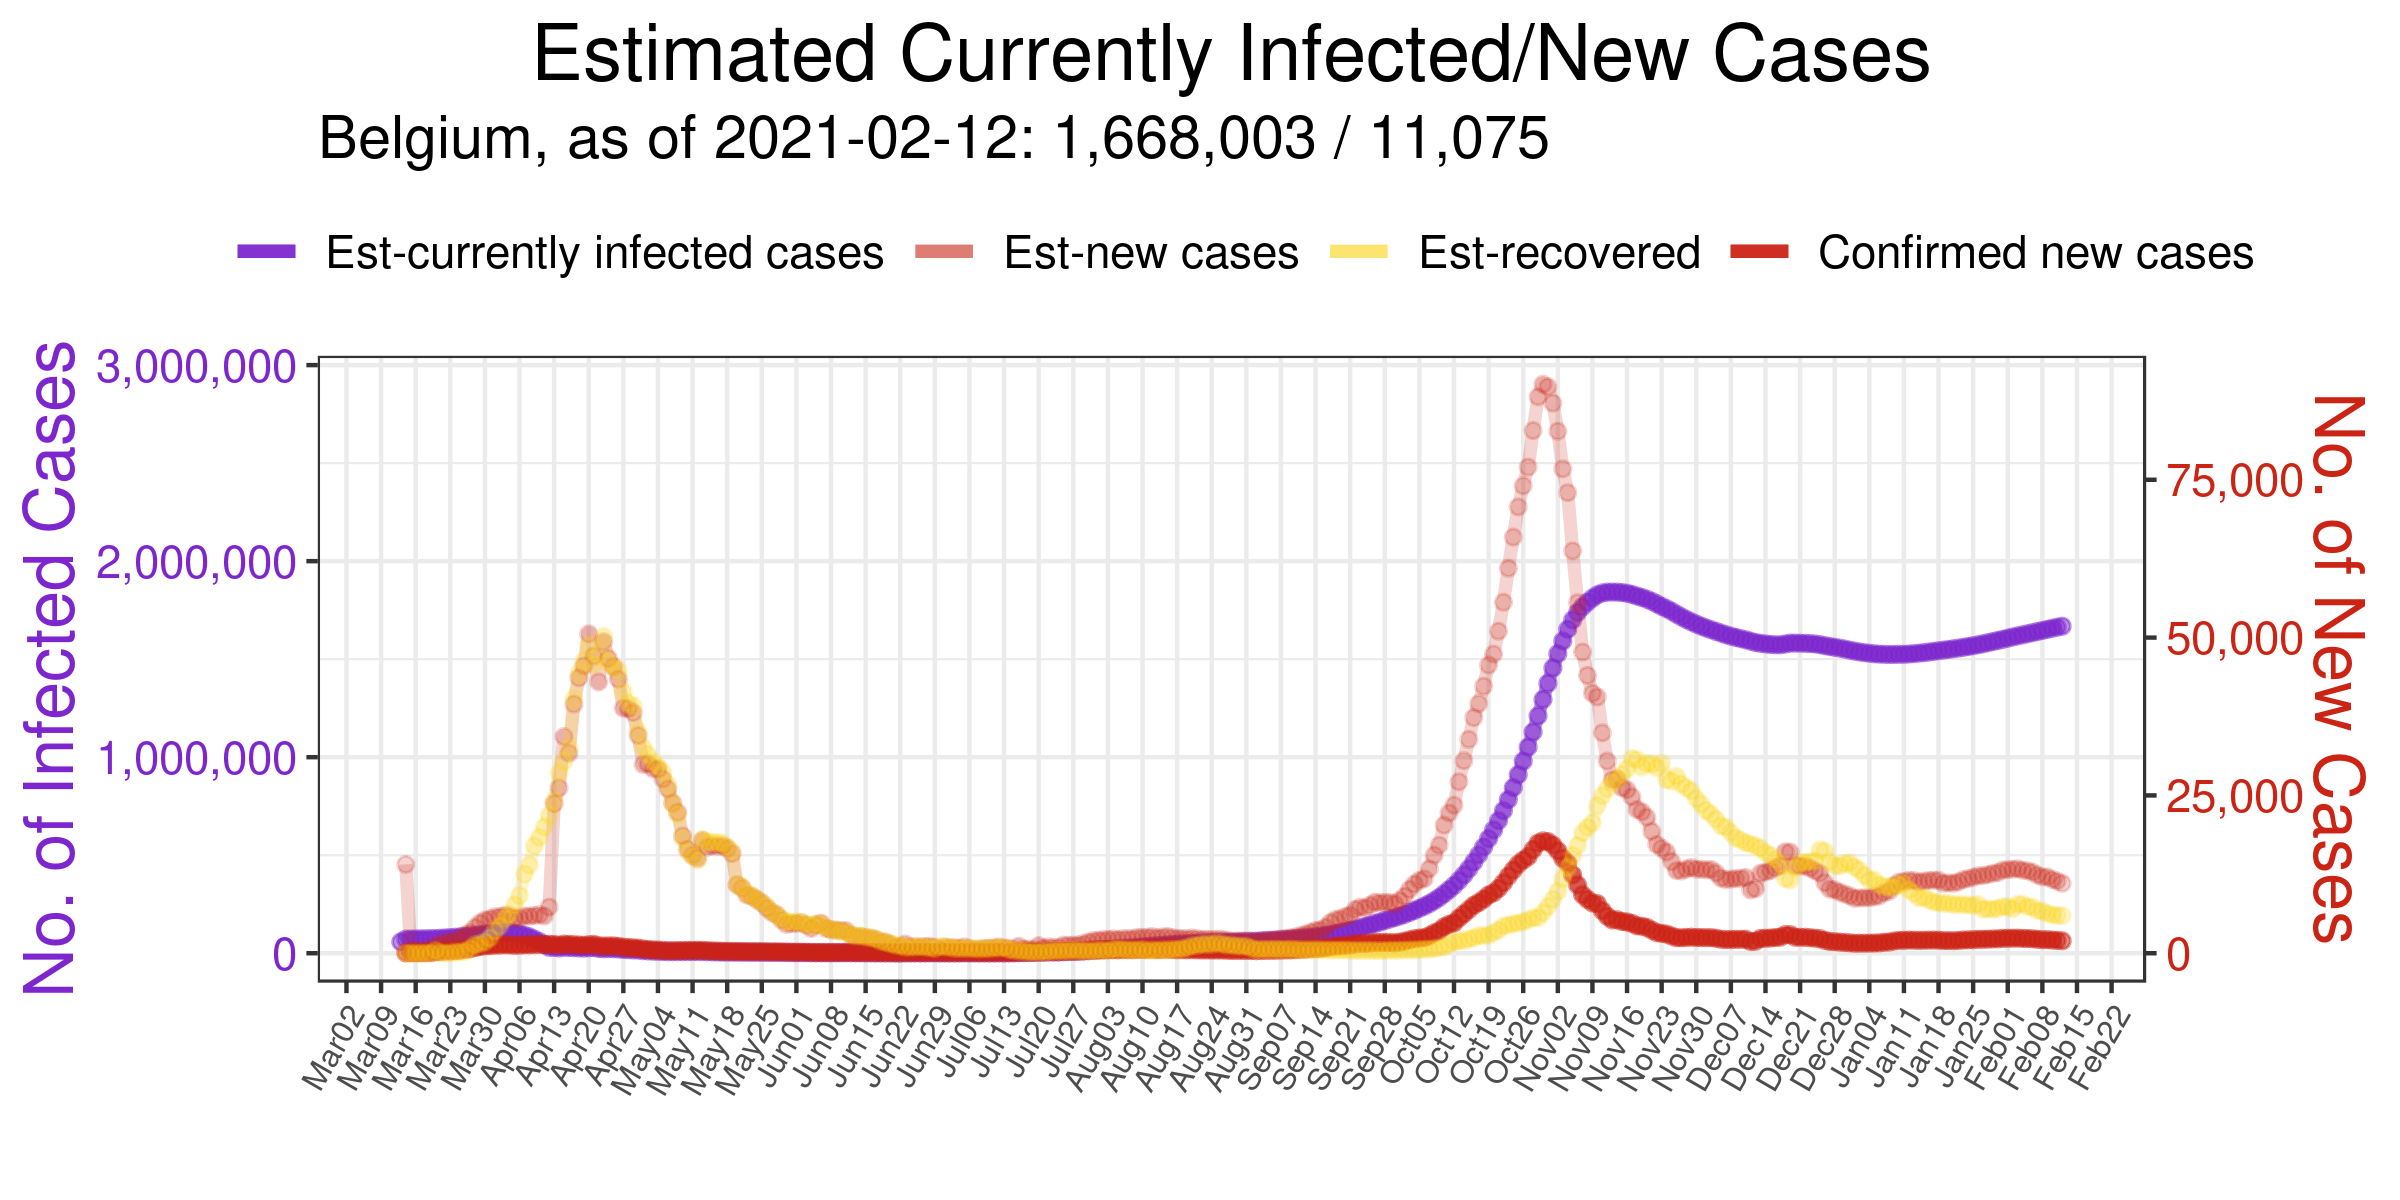 Estimated Currently Infected/New Cases
Belgium, as of 2021-02-12: 1,668,003 / 11,075
Est-currently infected cases Est-new cases Est-recovered Confirmed new cases
No. of Infected Cases
3,000,000
2,000,000
1,000,000
0
75,000
50,000
25,000
0
No. of New Cases
Mar02 Mar09 Mar16 Mar23 Mar30 Apr06 Apr13 Apr20 Apr27 May04 May11 May18 May25 Jun01 Jun08 Jun15 Jun22 Jun29 Jul06 Jul13 Jul20 Jul27 Aug03 Aug10 Aug17 Aug24 Aug31 Sep07 Sep14 Sep21 Sep28 Oct05 Oct12 Oct19 Oct26 Nov02 Nov09 Nov16 Nov23 Nov30 Dec07 Dec14 Dec21 Dec28 Jan04 Jan11 Jan18 Jan25 Feb01 Feb08 Feb15 Feb22